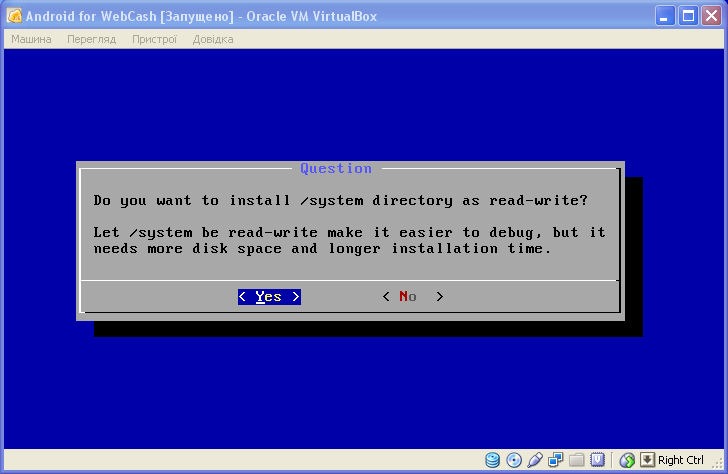 Android for WebCash [Запущено] - Oracle VM VirtualBox
Машина Перегляд Пристрої Довідка
Question
Do you want to install /system directory as read-write?
Let /system be read-write make it easier to debug, but it
needs more disk space and longer installation time.
< Yes > < No >
Right Ctrl